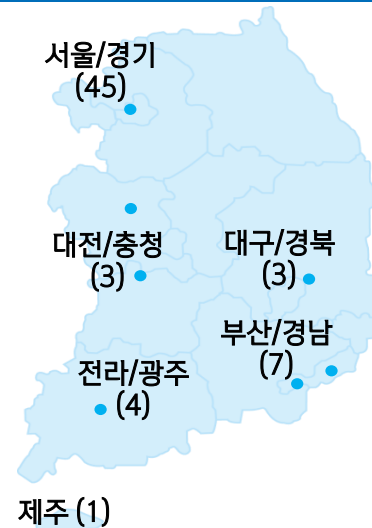 서울/경기
(45)
대전/충청
(3)
대구/경북
(3)
부산/경남
(7)
전라/광주
(4)
제주 (1)